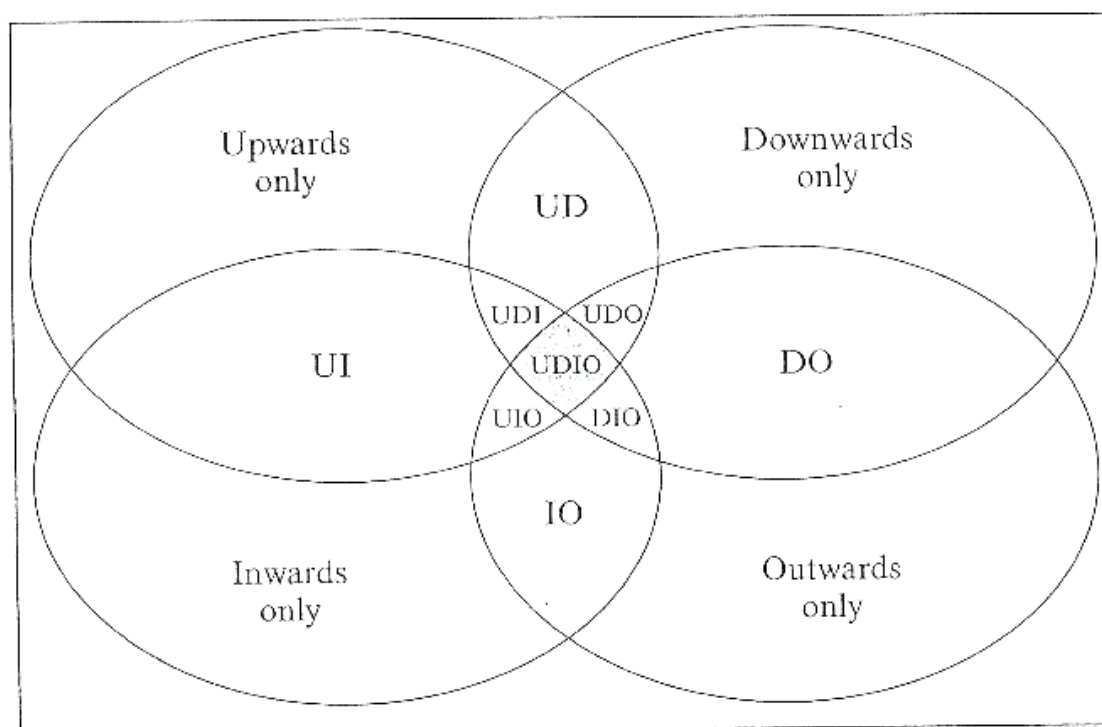 Upwards
only
Downwards
only
UD
UDI
UDO
UI
UDIO
DO
UIO
DIO
IO
Inwards
only
Outwards
only